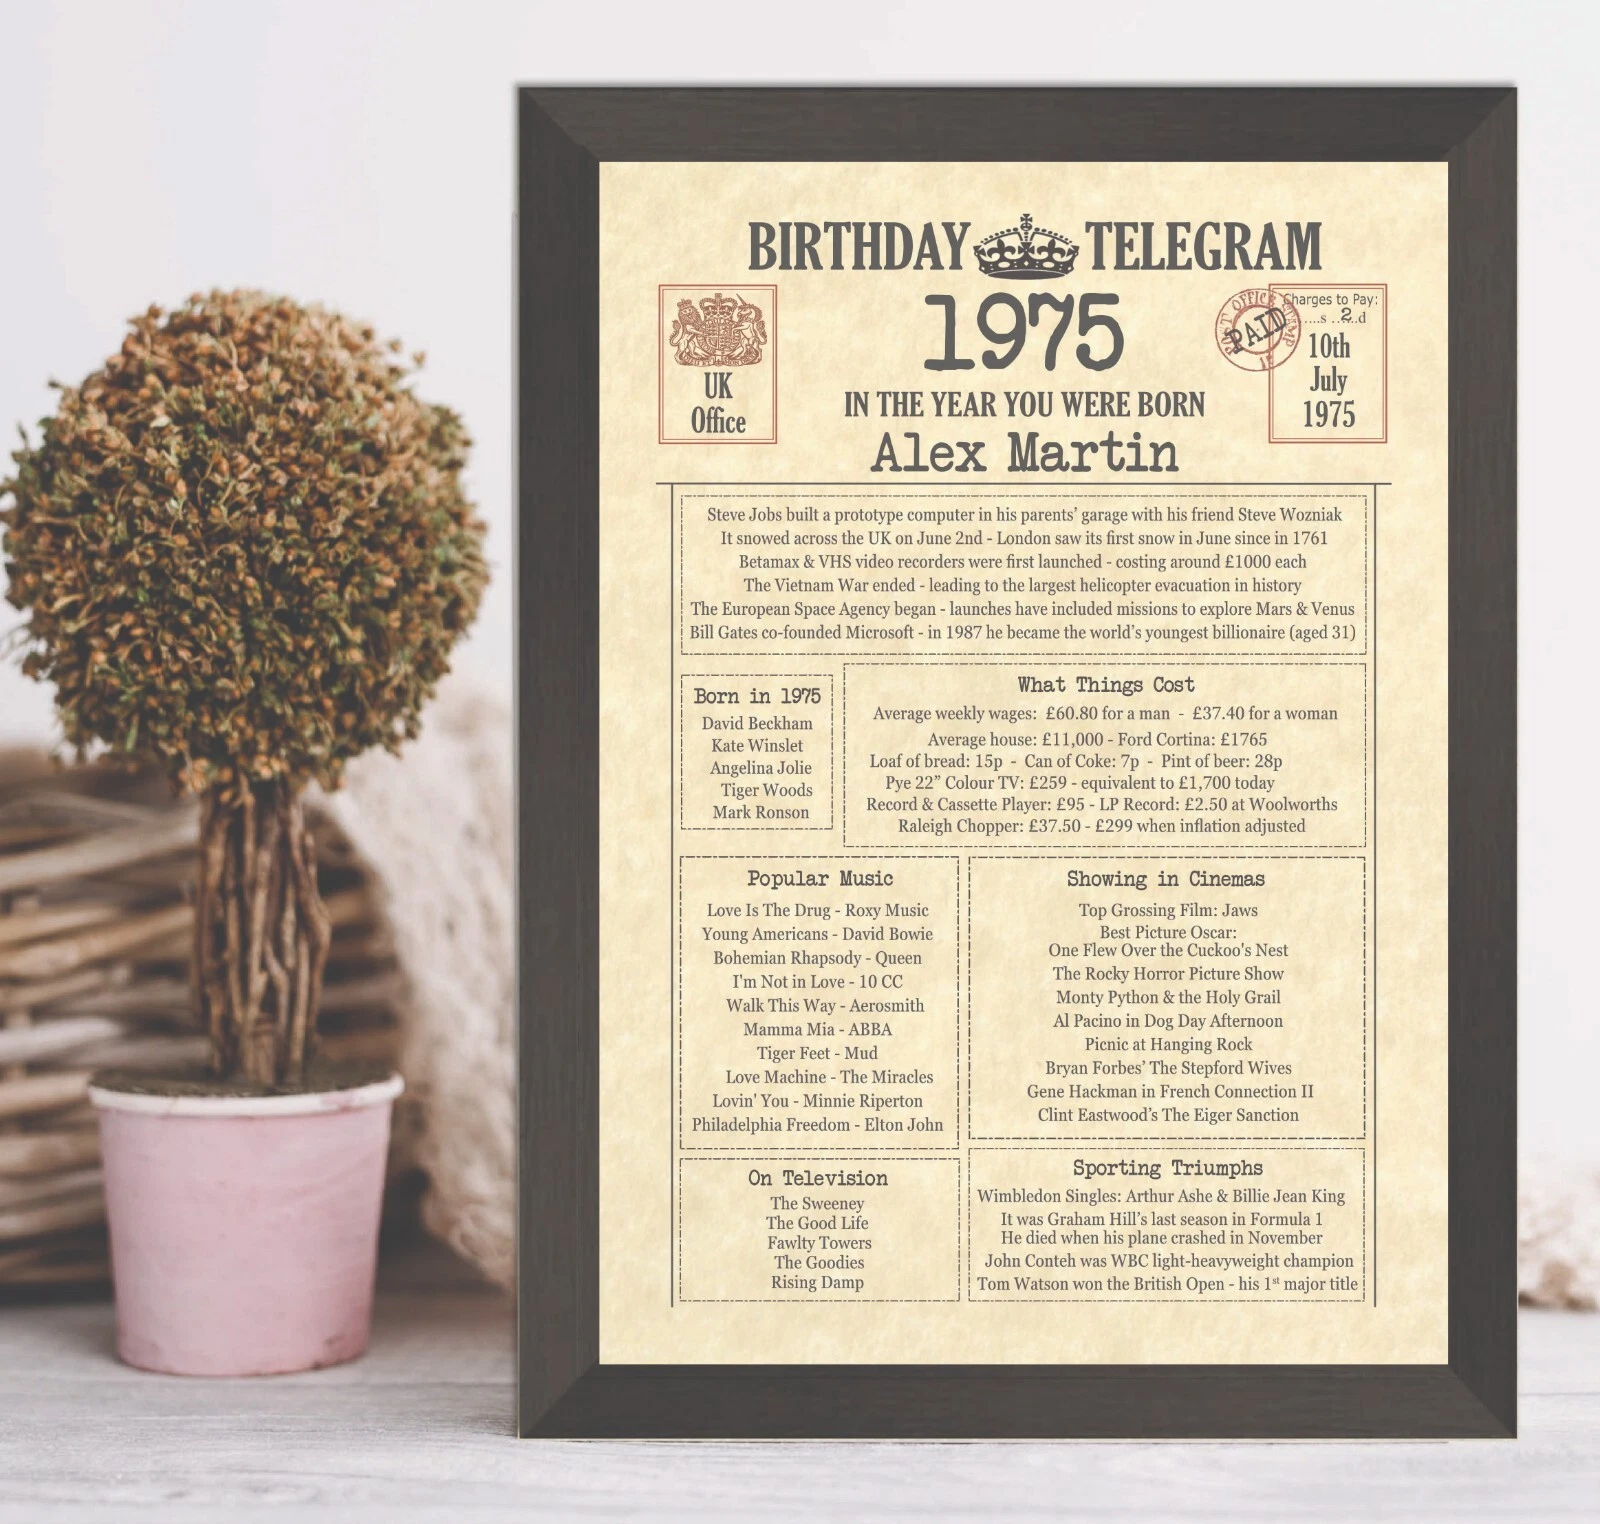 BIRTHDAY TELEGRAM
1975
IN THE YEAR YOU WERE BORN
Alex Martin
UK
Office
POST OFFICE STAMP
PAID
Charges to Pay:
....s ..2..d
10th
July
1975
Steve Jobs built a prototype computer in his parents’ garage with his friend Steve Wozniak
It snowed across the UK on June 2nd - London saw its first snow in June since in 1761
Betamax & VHS video recorders were first launched - costing around £1000 each
The Vietnam War ended - leading to the largest helicopter evacuation in history
The European Space Agency began - launches have included missions to explore Mars & Venus
Bill Gates co-founded Microsoft - in 1987 he became the world’s youngest billionaire (aged 31)
Born in 1975
David Beckham
Kate Winslet
Angelina Jolie
Tiger Woods
Mark Ronson
What Things Cost
Average weekly wages: £60.80 for a man - £37.40 for a woman
Average house: £11,000 - Ford Cortina: £1765
Loaf of bread: 15p - Can of Coke: 7p - Pint of beer: 28p
Pye 22” Colour TV: £259 - equivalent to £1,700 today
Record & Cassette Player: £95 - LP Record: £2.50 at Woolworths
Raleigh Chopper: £37.50 - £299 when inflation adjusted
Popular Music
Love Is The Drug - Roxy Music
Young Americans - David Bowie
Bohemian Rhapsody - Queen
I'm Not in Love - 10 CC
Walk This Way - Aerosmith
Mamma Mia - ABBA
Tiger Feet - Mud
Love Machine - The Miracles
Lovin' You - Minnie Riperton
Philadelphia Freedom - Elton John
Showing in Cinemas
Top Grossing Film: Jaws
Best Picture Oscar:
One Flew Over the Cuckoo's Nest
The Rocky Horror Picture Show
Monty Python & the Holy Grail
Al Pacino in Dog Day Afternoon
Picnic at Hanging Rock
Bryan Forbes’ The Stepford Wives
Gene Hackman in French Connection II
Clint Eastwood’s The Eiger Sanction
On Television
The Sweeney
The Good Life
Fawlty Towers
The Goodies
Rising Damp
Sporting Triumphs
Wimbledon Singles: Arthur Ashe & Billie Jean King
It was Graham Hill’s last season in Formula 1
He died when his plane crashed in November
John Conteh was WBC light-heavyweight champion
Tom Watson won the British Open - his 1st major title